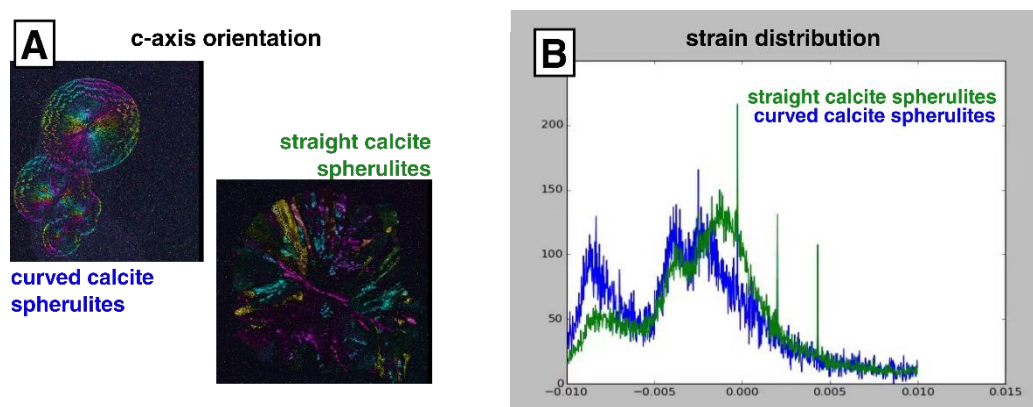 A
c-axis orientation
straight calcite
spherulites
curved calcite
spherulites
B
strain distribution
straight calcite spherulites
curved calcite spherulites
200
150
100
50
0
−0.010 −0.005 0.000 0.005 0.010 0.015